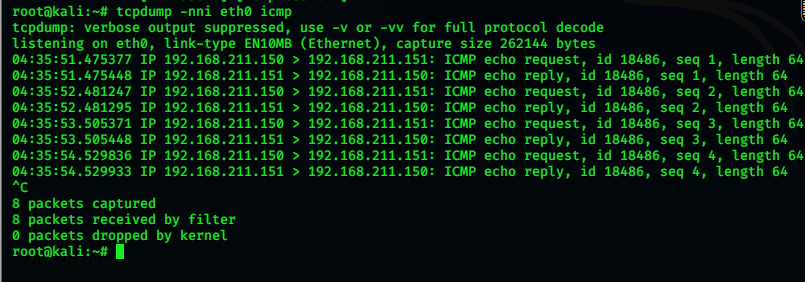 root@kali:~# tcpdump -nni eth0 icmp
tcpdump: verbose output suppressed, use -v or -vv for full protocol decode
listening on eth0, link-type EN10MB (Ethernet), capture size 262144 bytes
04:35:51.475377 IP 192.168.211.150 > 192.168.211.151: ICMP echo request, id 18486, seq 1, length 64
04:35:51.475448 IP 192.168.211.151 > 192.168.211.150: ICMP echo reply, id 18486, seq 1, length 64
04:35:52.481247 IP 192.168.211.150 > 192.168.211.151: ICMP echo request, id 18486, seq 2, length 64
04:35:52.481295 IP 192.168.211.151 > 192.168.211.150: ICMP echo reply, id 18486, seq 2, length 64
04:35:53.505371 IP 192.168.211.150 > 192.168.211.151: ICMP echo request, id 18486, seq 3, length 64
04:35:53.505448 IP 192.168.211.151 > 192.168.211.150: ICMP echo reply, id 18486, seq 3, length 64
04:35:54.529836 IP 192.168.211.150 > 192.168.211.151: ICMP echo request, id 18486, seq 4, length 64
04:35:54.529933 IP 192.168.211.151 > 192.168.211.150: ICMP echo reply, id 18486, seq 4, length 64
^C
8 packets captured
8 packets received by filter
0 packets dropped by kernel
root@kali:~#